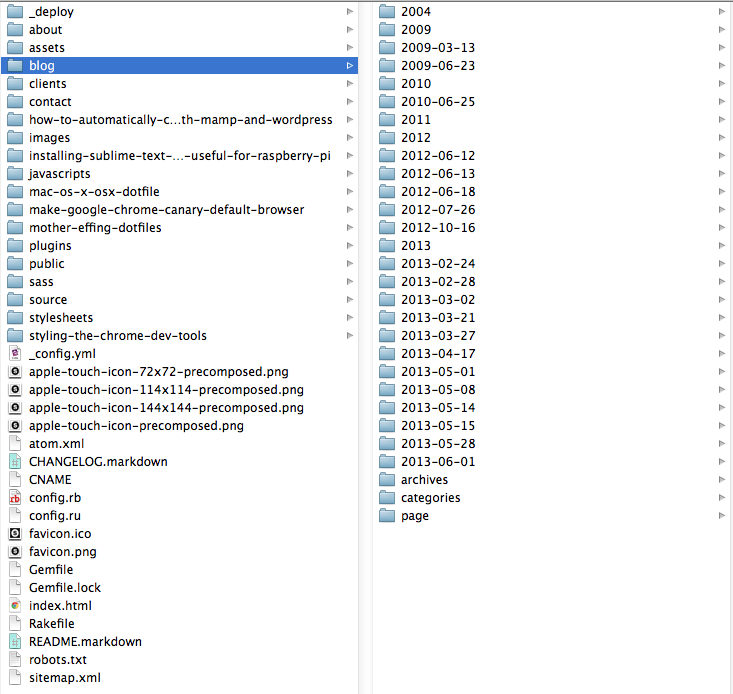 _deploy
about
assets
blog
clients
contact
how-to-automatically-c...th-mamp-and-wordpress
images
installing-sublime-text-...-useful-for-raspberry-pi
javascripts
mac-os-x-osx-dotfile
make-google-chrome-canary-default-browser
mother-effing-dotfiles
plugins
public
sass
source
stylesheets
styling-the-chrome-dev-tools
_config.yml
apple-touch-icon-72x72-precomposed.png
apple-touch-icon-114x114-precomposed.png
apple-touch-icon-144x144-precomposed.png
apple-touch-icon-precomposed.png
atom.xml
CHANGELOG.markdown
CNAME
config.rb
config.ru
favicon.ico
favicon.png
Gemfile
Gemfile.lock
index.html
Rakefile
README.markdown
robots.txt
sitemap.xml
2004
2009
2009-03-13
2009-06-23
2010
2010-06-25
2011
2012
2012-06-12
2012-06-13
2012-06-18
2012-07-26
2012-10-16
2013
2013-02-24
2013-02-28
2013-03-02
2013-03-21
2013-03-27
2013-04-17
2013-05-01
2013-05-08
2013-05-14
2013-05-15
2013-05-28
2013-06-01
archives
categories
page